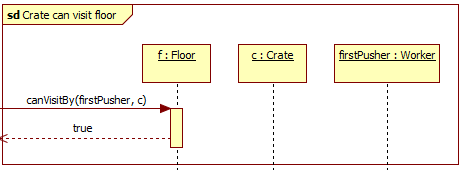 sd Crate can visit floor
f : Floor
c : Crate
firstPusher : Worker
canVisitBy(firstPusher, c)
true